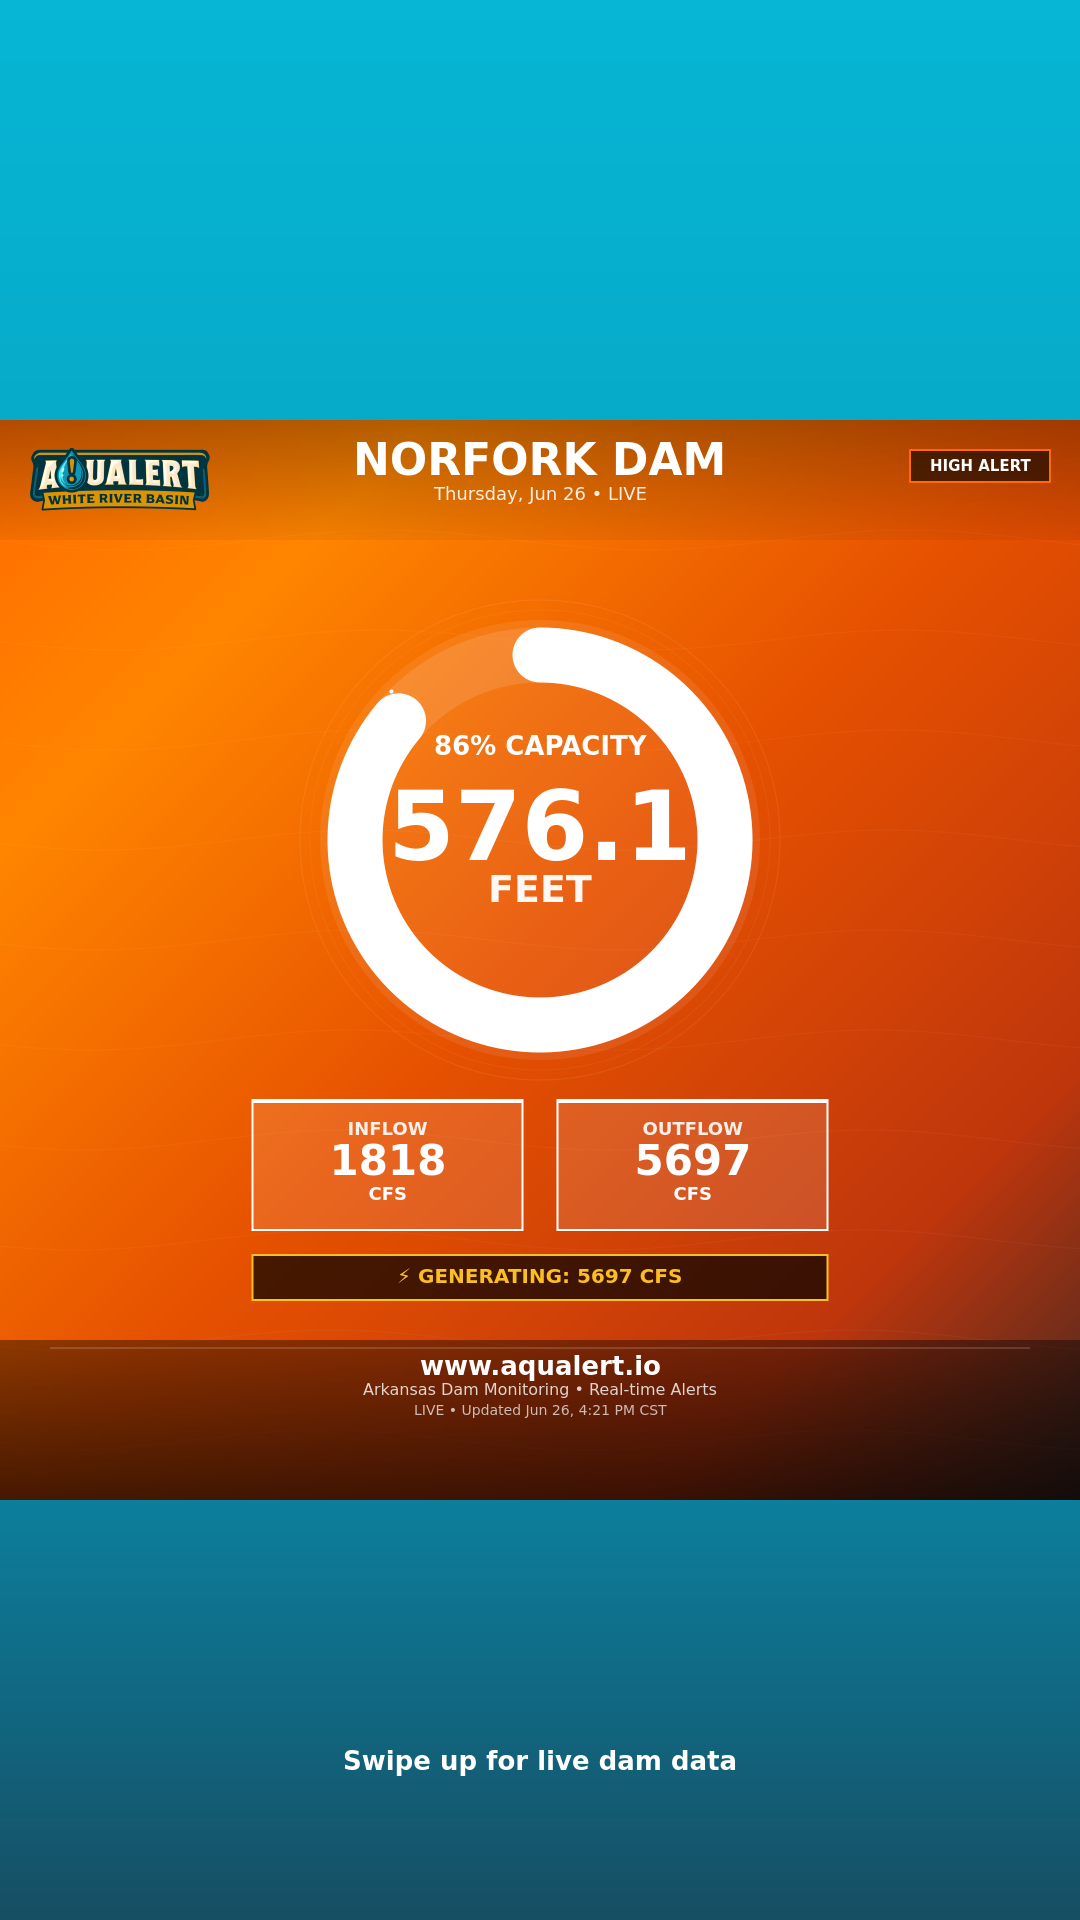 AQUALERT
WHITE RIVER BASIN
NORFORK DAM
Thursday, Jun 26 • LIVE
HIGH ALERT
86% CAPACITY
576.1
FEET
INFLOW
1818
CFS
OUTFLOW
5697
CFS
⚡ GENERATING: 5697 CFS
www.aqualert.io
Arkansas Dam Monitoring • Real-time Alerts
LIVE • Updated Jun 26, 4:21 PM CST
Swipe up for live dam data